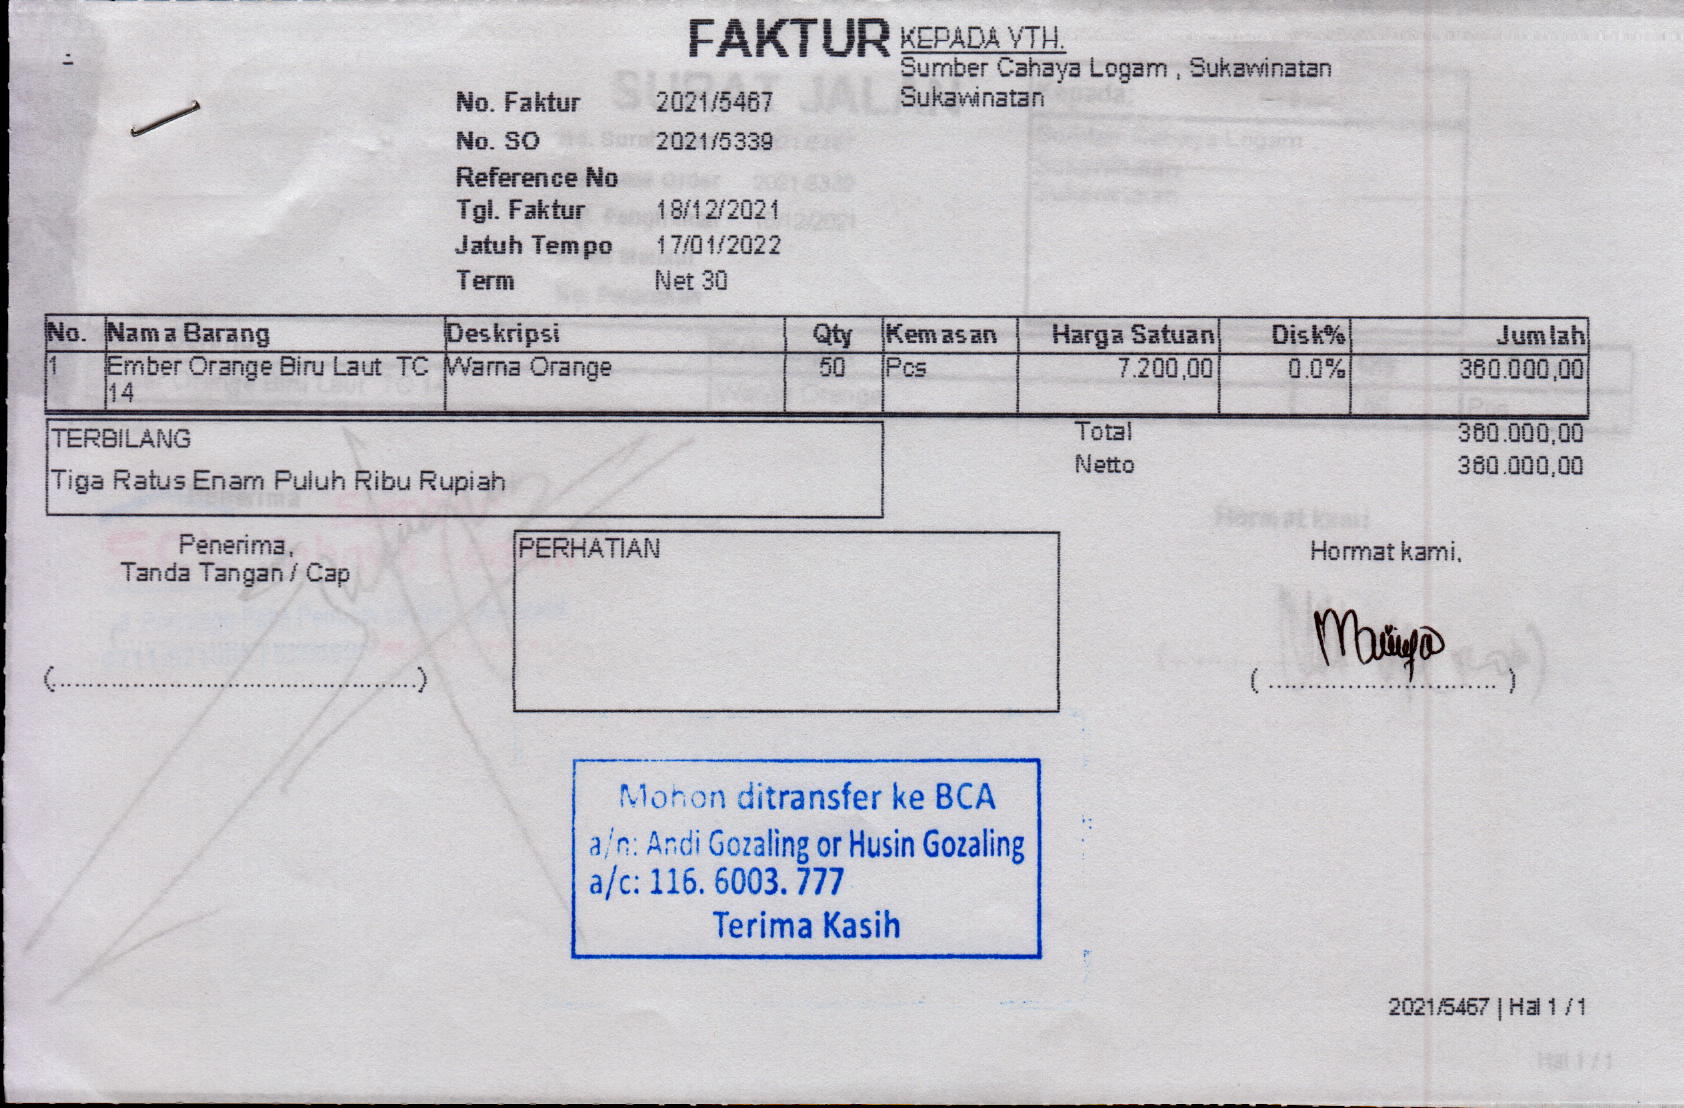 FAKTUR
KEPADA YTH.
Sumber Cahaya Logam , Sukawinatan
Sukawinatan
No. Faktur 2021/5467
No. SO 2021/5339
Reference No
Tgl. Faktur 18/12/2021
Jatuh Tempo 17/01/2022
Term Net 30
No. Nama Barang Deskripsi Qty Kemasan Harga Satuan Disk% Jumlah
1 Ember Orange Biru Laut TC Warna Orange 50 Pcs 7.200,00 0.0% 360.000,00
14
TERBILANG
Tiga Ratus Enam Puluh Ribu Rupiah
Total 360.000,00
Netto 360.000,00
Penerima,
Tanda Tangan / Cap
(................................................)
PERHATIAN
Hormat kami,
( .............................. )
Mohon ditransfer ke BCA
a/n: Andi Gozaling or Husin Gozaling
a/c: 116. 6003. 777
Terima Kasih
2021/5467 | Hal 1 / 1